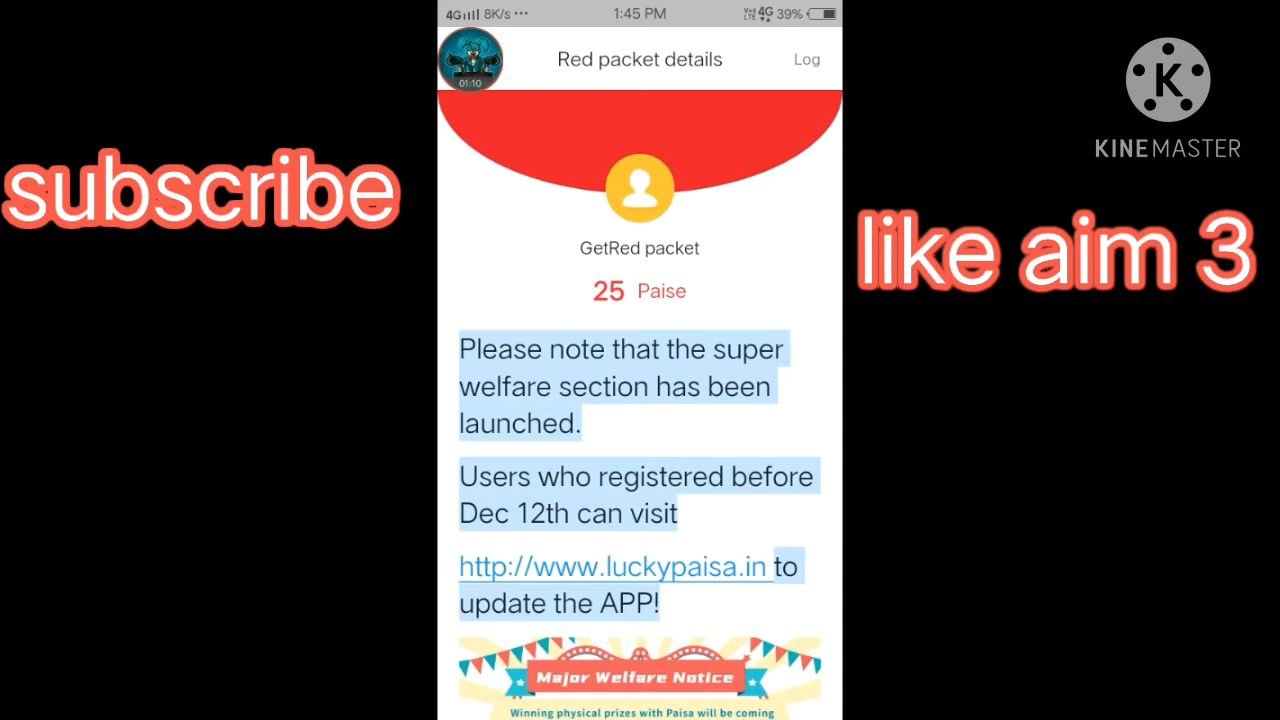 4G 8K/s ··· 1:45 PM VoLTE 4G 39%
01:10 Red packet details Log
KINEMASTER
subscribe
like aim 3
GetRed packet
25 Paise
Please note that the super
welfare section has been
launched.
Users who registered before
Dec 12th can visit
http://www.luckypaisa.in to
update the APP!
Major Welfare Notice
Winning physical prizes with Paisa will be coming